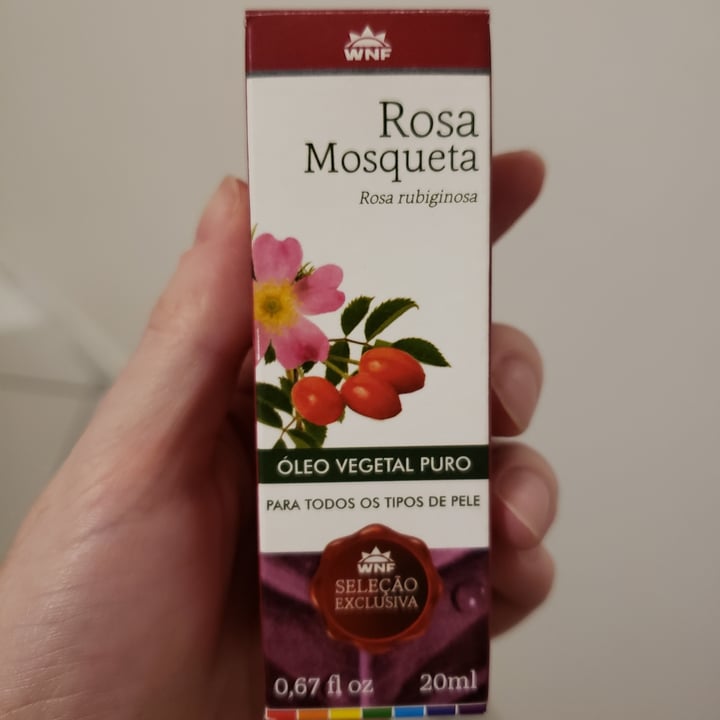 WNF
Rosa
Mosqueta
Rosa rubiginosa
ÓLEO VEGETAL PURO
PARA TODOS OS TIPOS DE PELE
WNF
SELEÇÃO
EXCLUSIVA
0,67 fl oz 20ml